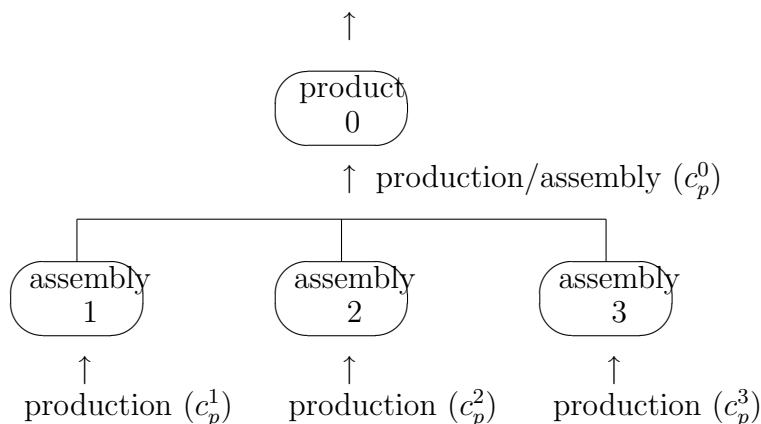 ↑
product
0
↑ production/assembly (c_p^0)
assembly assembly assembly
1 2 3
↑ ↑ ↑
production (c_p^1) production (c_p^2) production (c_p^3)